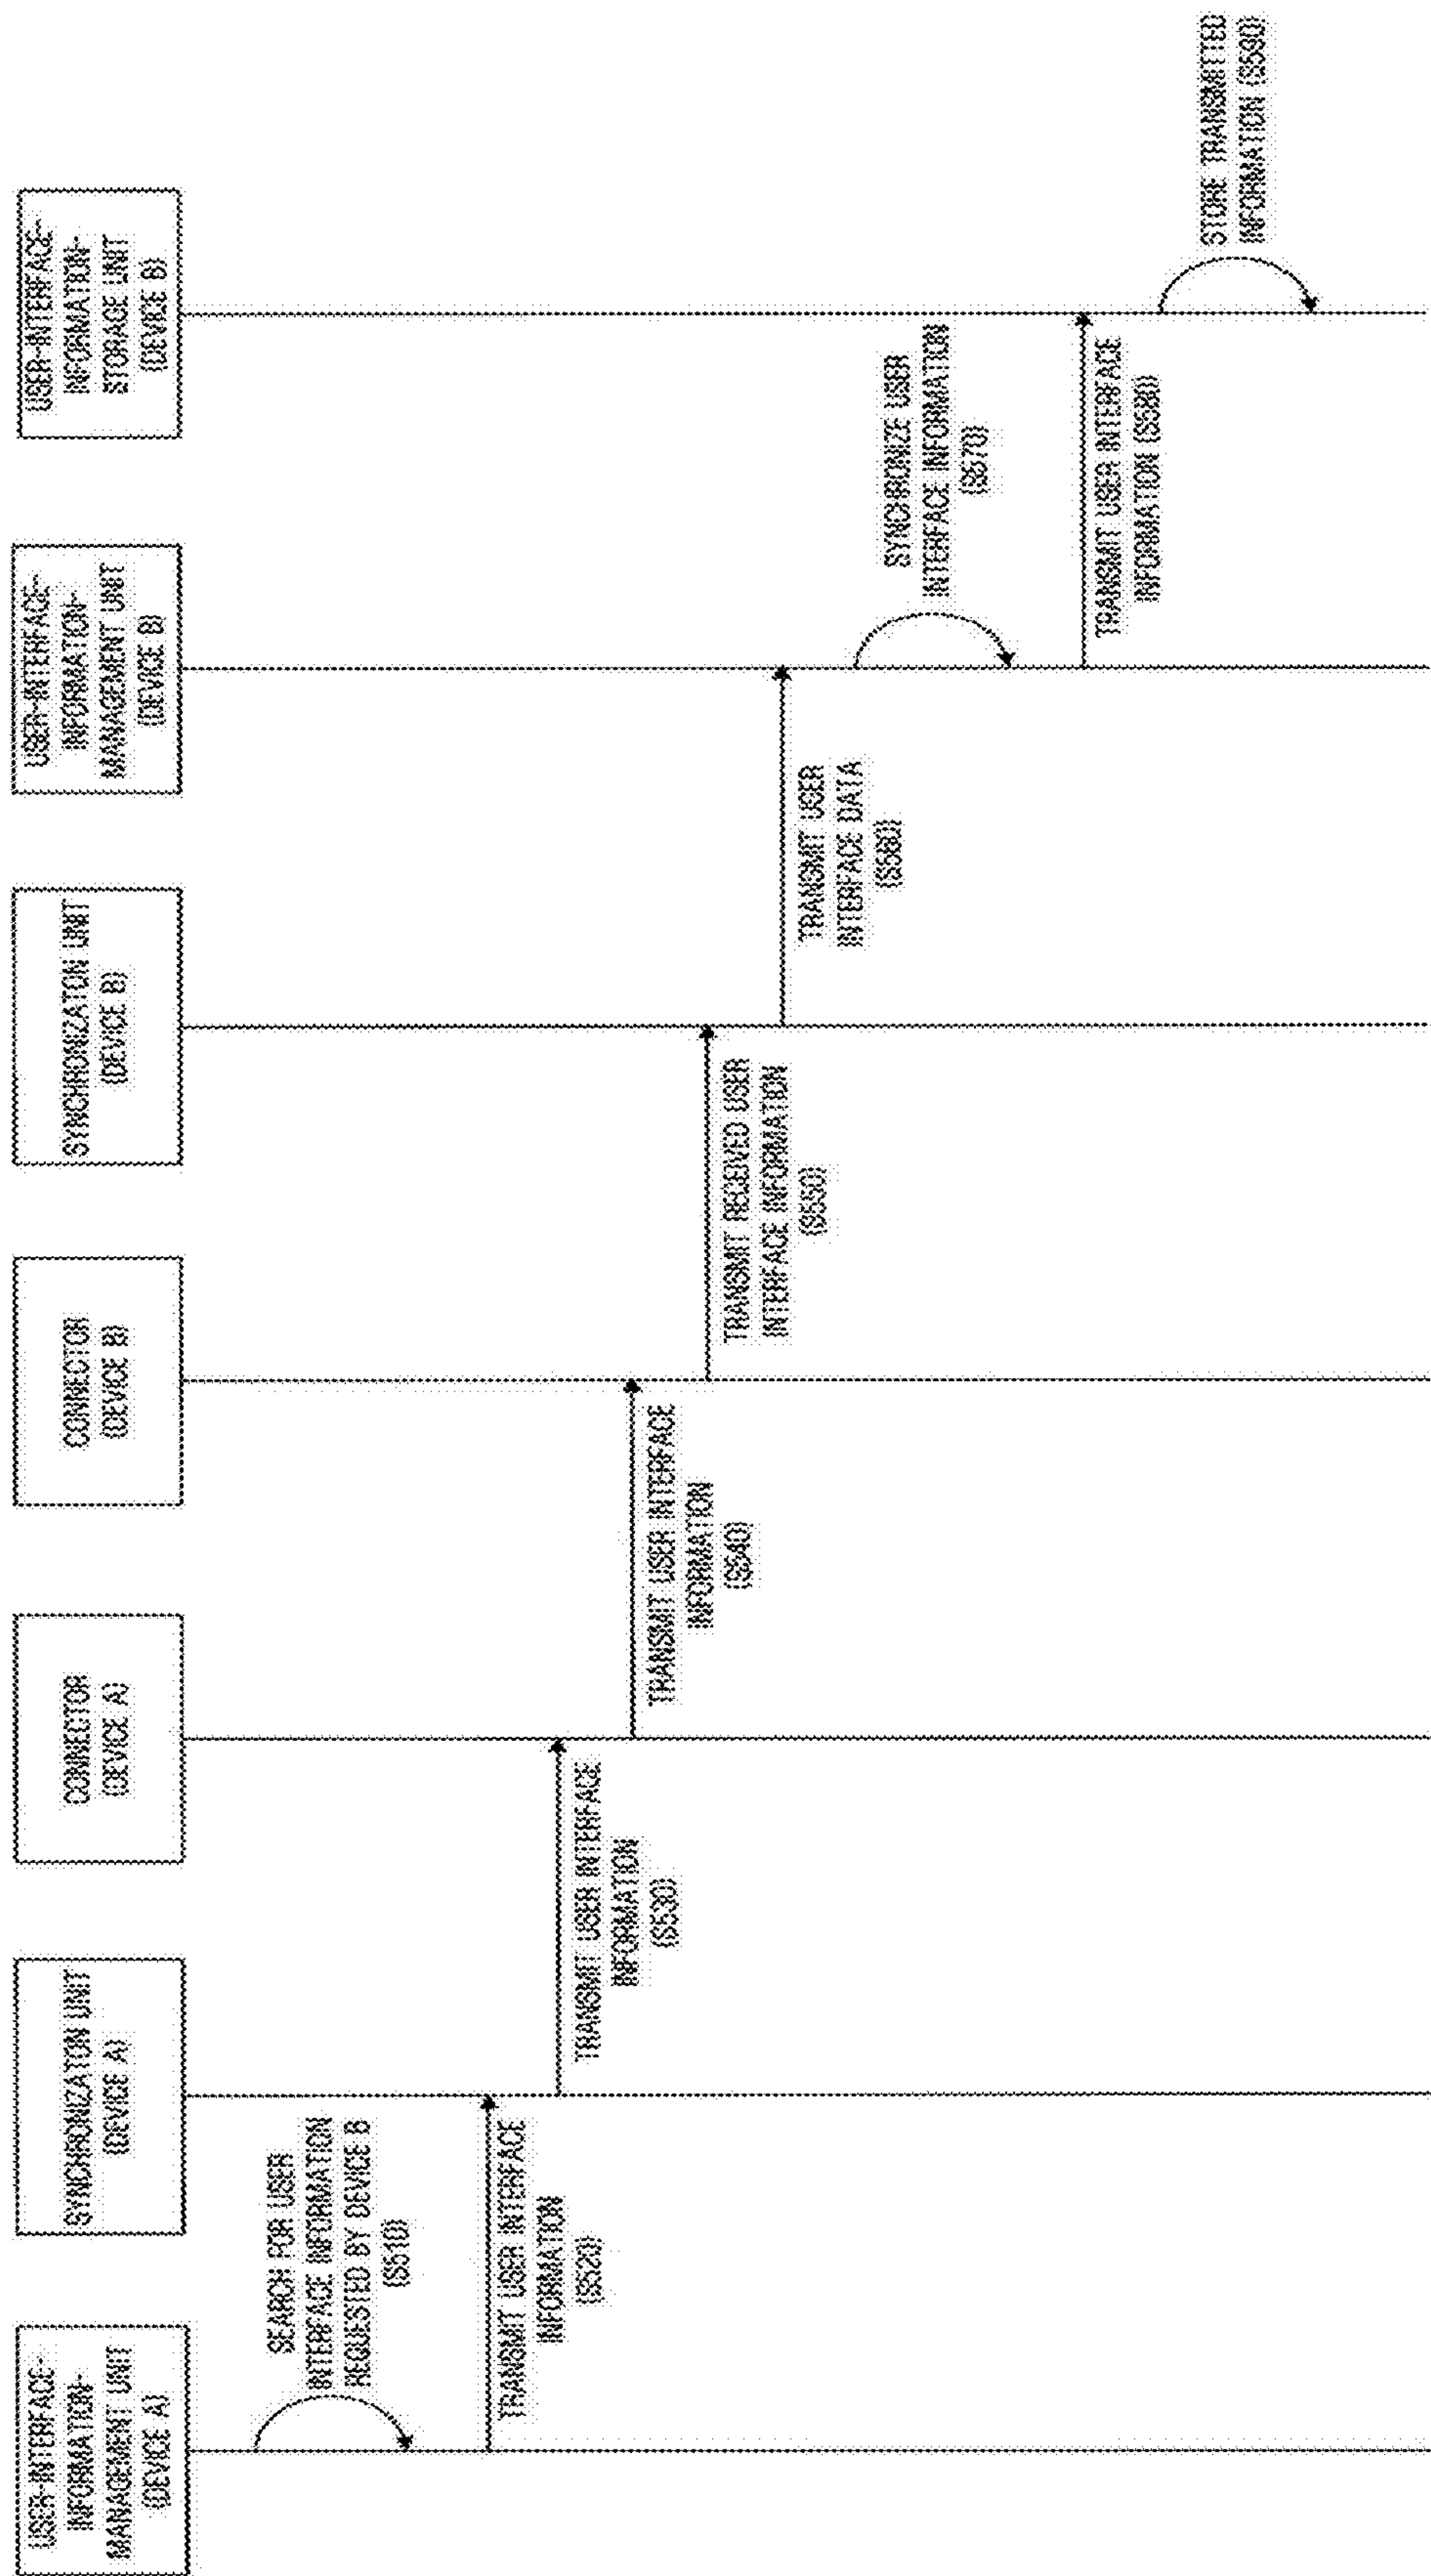 USER-INTERFACE-
INFORMATION-
MANAGEMENT UNIT
(DEVICE A)
SYNCHRONIZATON UNIT
(DEVICE A)
CONNECTOR
(DEVICE A)
CONNECTOR
(DEVICE B)
SYNCHRONIZATON UNIT
(DEVICE B)
USER-INTERFACE-
INFORMATION-
MANAGEMENT UNIT
(DEVICE B)
USER-INTERFACE-
INFORMATION-
STORAGE UNIT
(DEVICE B)
SEARCH FOR USER
INTERFACE INFORMATION
REQUESTED BY DEVICE B
(S510)
TRANSMIT USER INTERFACE
INFORMATION
(S520)
TRANSMIT USER INTERFACE
INFORMATION
(S530)
TRANSMIT USER INTERFACE
INFORMATION
(S540)
TRANSMIT RECEIVED USER
INTERFACE INFORMATION
(S550)
TRANSMIT USER
INTERFACE DATA
(S560)
SYNCHRONIZE USER
INTERFACE INFORMATION
(S570)
TRANSMIT USER INTERFACE
INFORMATION (S580)
STORE TRANSMITTED
INFORMATION (S590)